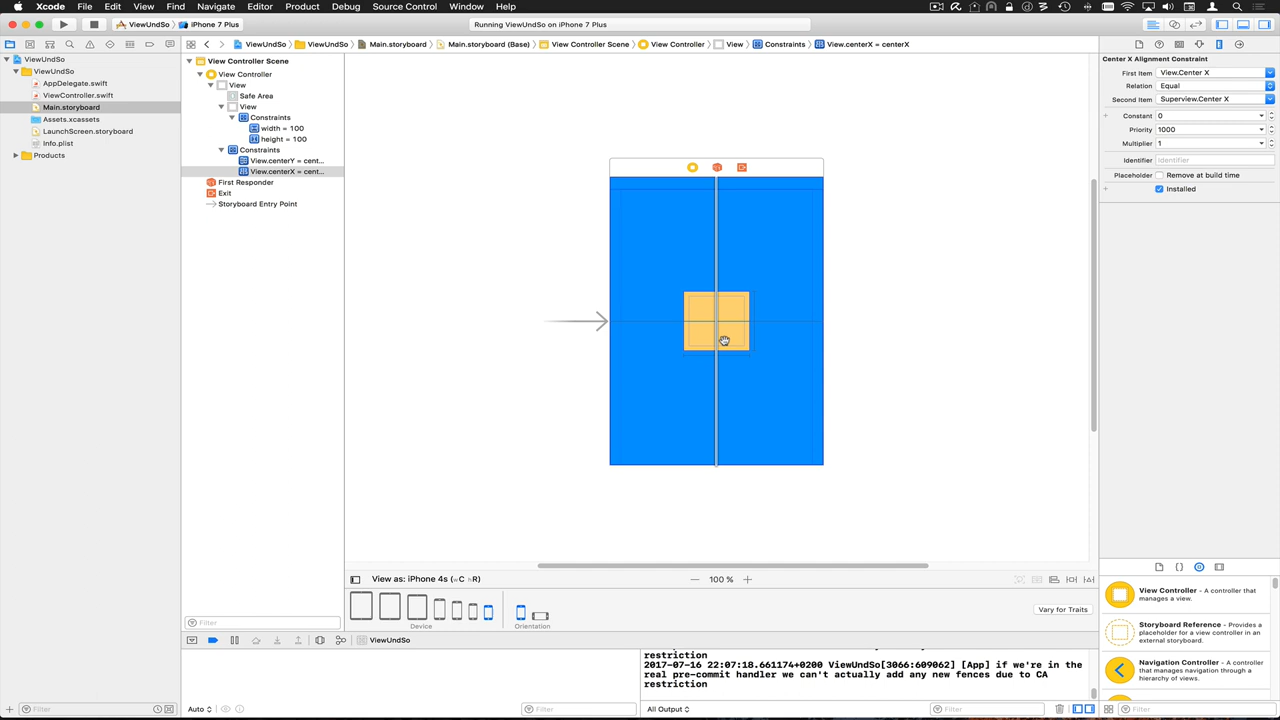 Xcode File Edit View Find Navigate Editor Product Debug Source Control Window Help
ViewUndSo iPhone 7 Plus
Running ViewUndSo on iPhone 7 Plus
ViewUndSo ViewUndSo Main.storyboard Main.storyboard (Base) View Controller Scene View Controller View Constraints View.centerX = centerX
ViewUndSo
ViewUndSo
AppDelegate.swift
ViewController.swift
Main.storyboard
Assets.xcassets
LaunchScreen.storyboard
Info.plist
Products
View Controller Scene
View Controller
View
Safe Area
View
Constraints
width = 100
height = 100
Constraints
View.centerY = cent...
View.centerX = cent...
First Responder
Exit
Storyboard Entry Point
Center X Alignment Constraint
First Item View.Center X
Relation Equal
Second Item Superview.Center X
Constant 0
Priority 1000
Multiplier 1
Identifier Identifier
Placeholder Remove at build time
Installed
View as: iPhone 4s (wC hR)
100 %
Device
Orientation
Vary for Traits
Filter
ViewUndSo
restriction
2017-07-16 22:07:18.661174+0200 ViewUndSo[3066:609062] [App] if we're in the
real pre-commit handler we can't actually add any new fences due to CA
restriction
View Controller - A controller that
manages a view.
Storyboard Reference - Provides a
placeholder for a view controller in an
external storyboard.
Navigation Controller - A controller
that manages navigation through a
hierarchy of views.
Filter
Auto
Filter
All Output
Filter
Filter